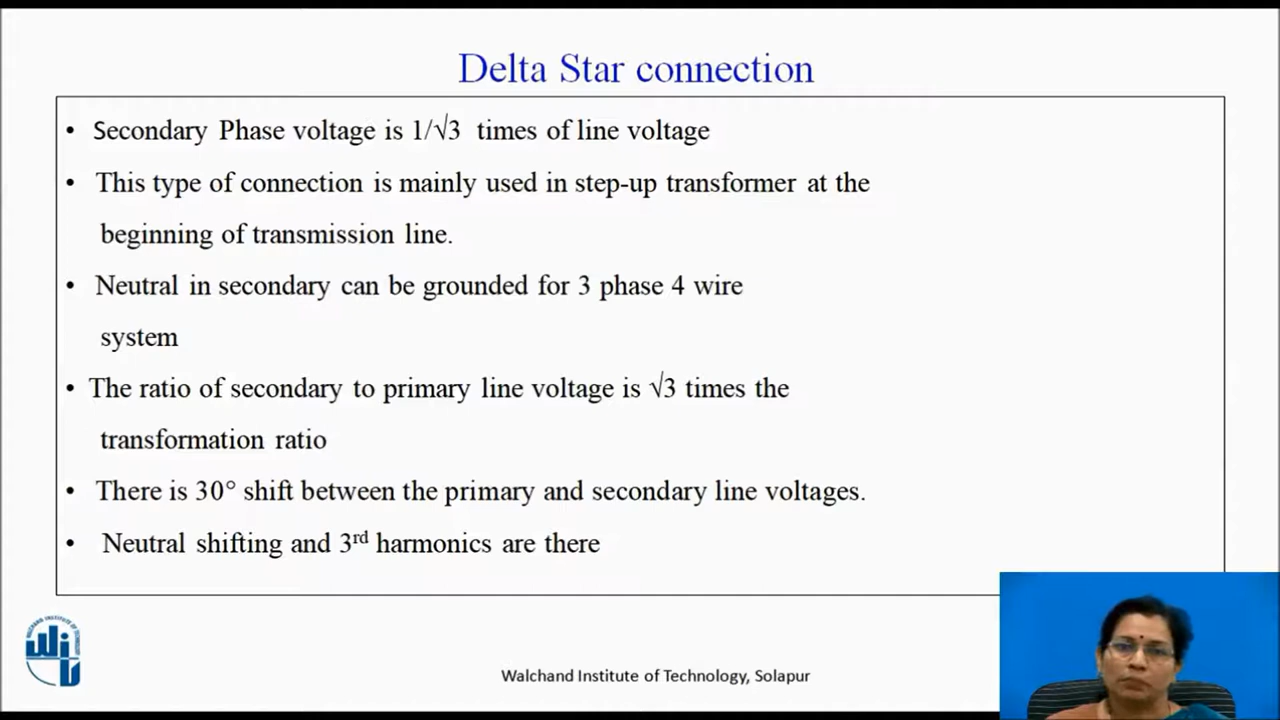 Delta Star connection
• Secondary Phase voltage is 1/√3 times of line voltage
• This type of connection is mainly used in step-up transformer at the
beginning of transmission line.
• Neutral in secondary can be grounded for 3 phase 4 wire
system
• The ratio of secondary to primary line voltage is √3 times the
transformation ratio
• There is 30° shift between the primary and secondary line voltages.
• Neutral shifting and 3rd harmonics are there
Walchand Institute of Technology, Solapur